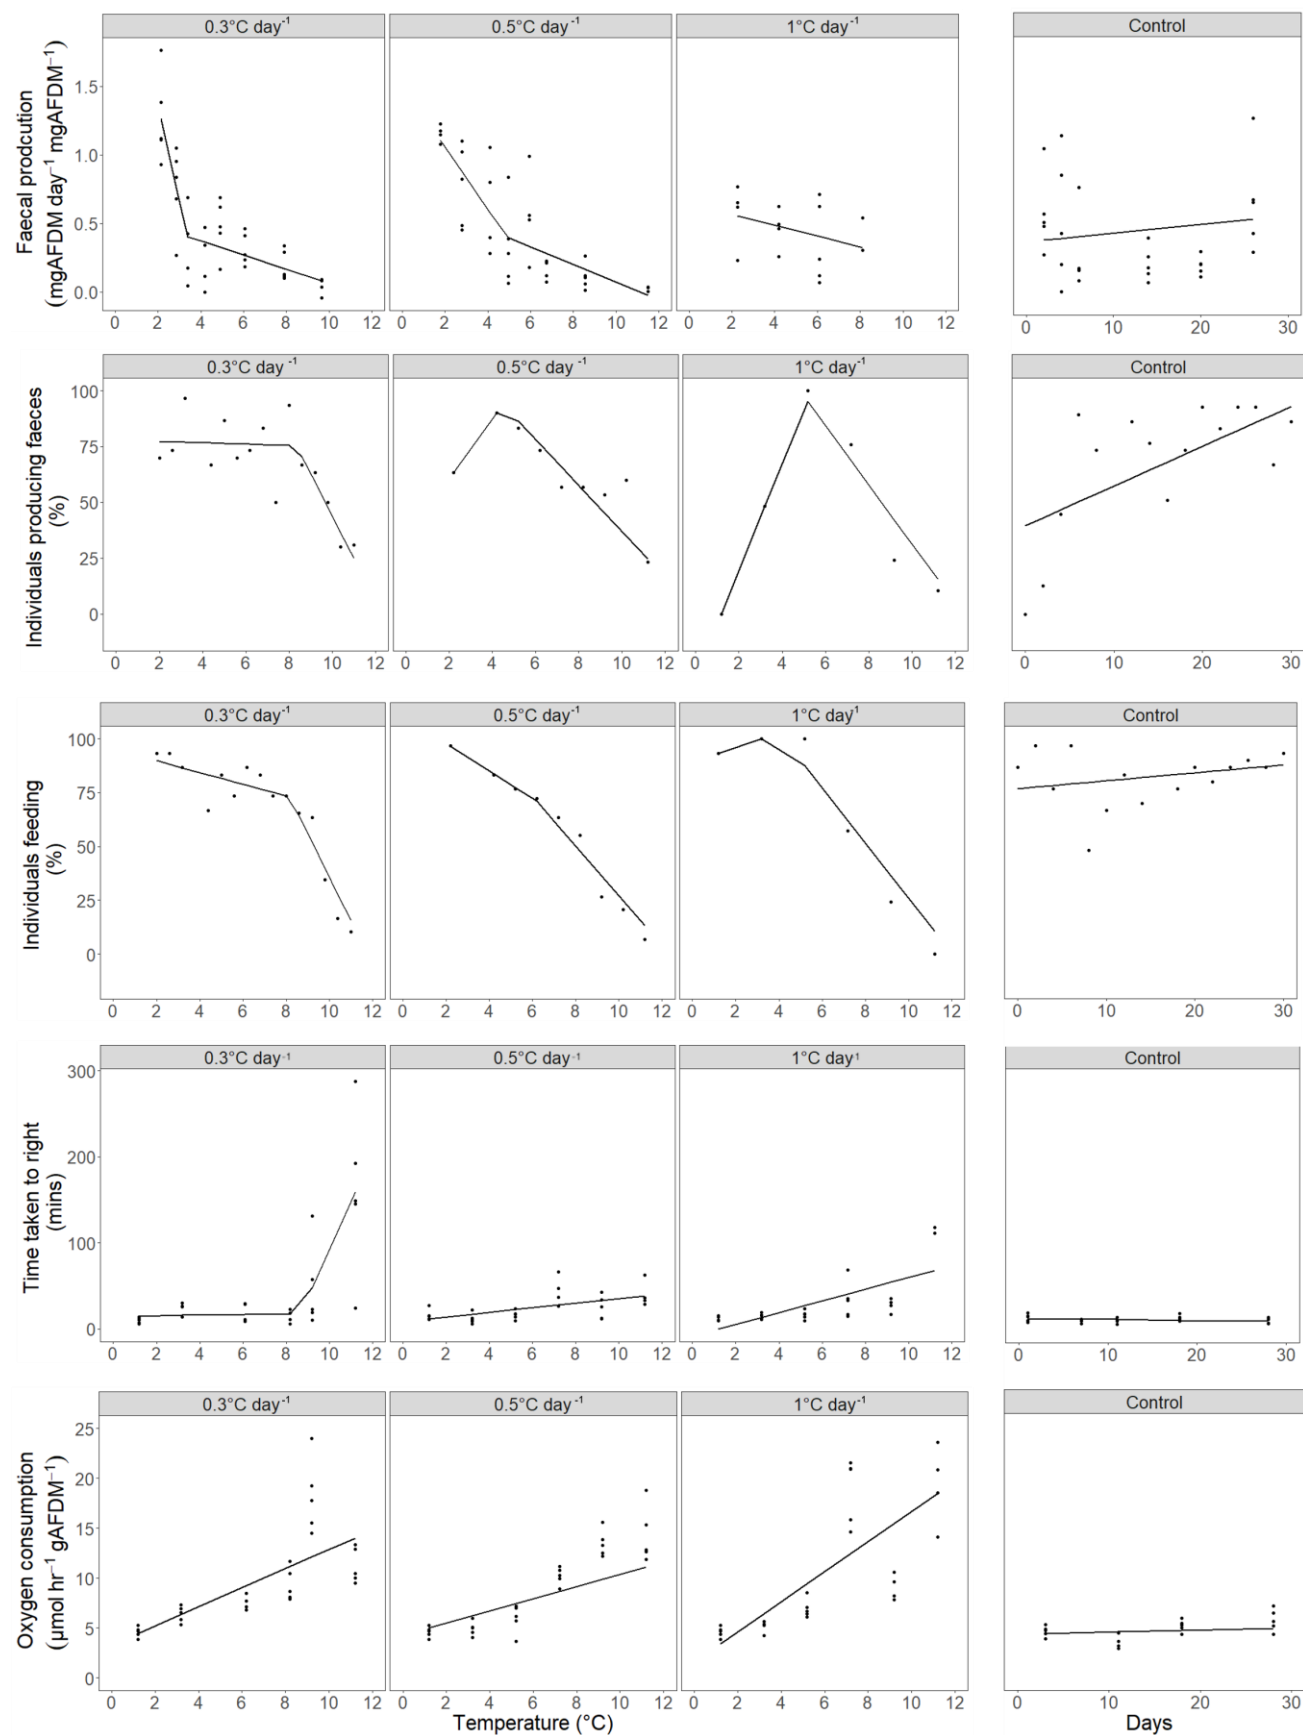 0.3°C day⁻¹ 0.5°C day⁻¹ 1°C day⁻¹ Control
Faecal prodcution
(mgAFDM day⁻¹ mgAFDM⁻¹)
1.5
1.0
0.5
0.0
0 2 4 6 8 10 12 0 2 4 6 8 10 12 0 2 4 6 8 10 12 0 10 20 30
0.3°C day⁻¹ 0.5°C day⁻¹ 1°C day⁻¹ Control
Individuals producing faeces
(%)
100
75
50
25
0
0 2 4 6 8 10 12 0 2 4 6 8 10 12 0 2 4 6 8 10 12 0 10 20 30
0.3°C day⁻¹ 0.5°C day⁻¹ 1°C day¹ Control
Individuals feeding
(%)
100
75
50
25
0
0 2 4 6 8 10 12 0 2 4 6 8 10 12 0 2 4 6 8 10 12 0 10 20 30
0.3°C day⁻¹ 0.5°C day⁻¹ 1°C day¹ Control
Time taken to right
(mins)
300
200
100
0
0 2 4 6 8 10 12 0 2 4 6 8 10 12 0 2 4 6 8 10 12 0 10 20 30
0.3°C day⁻¹ 0.5°C day⁻¹ 1°C day⁻¹ Control
Oxygen consumption
(µmol hr⁻¹ gAFDM⁻¹)
25
20
15
10
5
0
0 2 4 6 8 10 12 0 2 4 6 8 10 12 0 2 4 6 8 10 12 0 10 20 30
Temperature (°C) Days